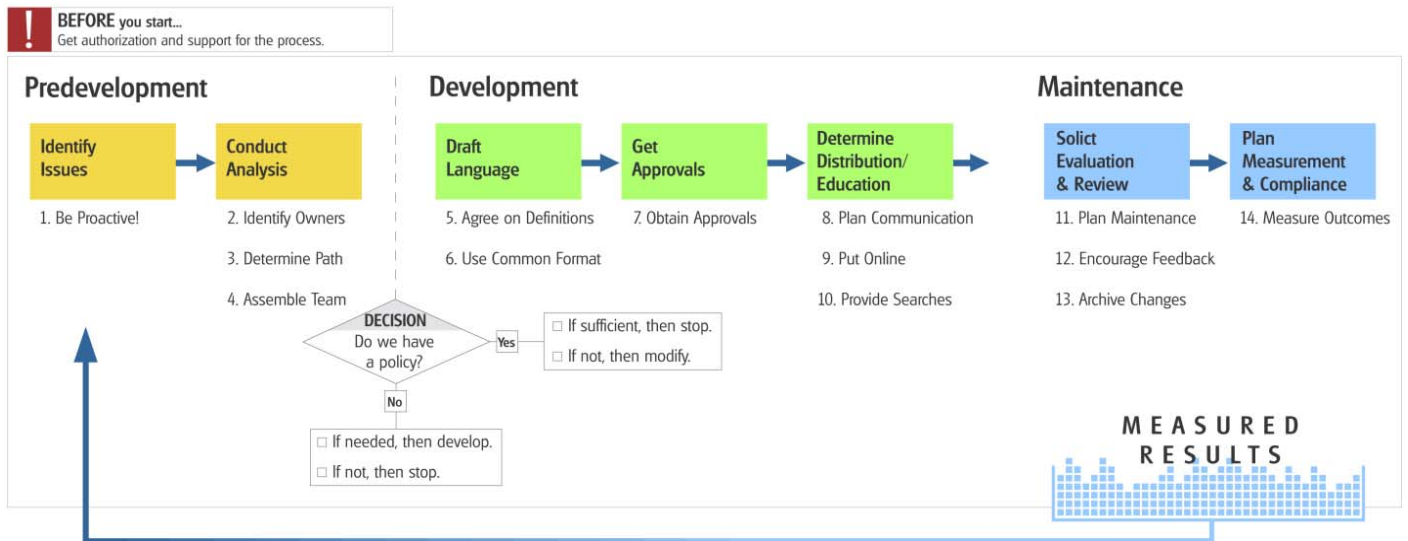 !
BEFORE you start...
Get authorization and support for the process.
Predevelopment
Identify
Issues
1. Be Proactive!
Conduct
Analysis
2. Identify Owners
3. Determine Path
4. Assemble Team
DECISION
Do we have
a policy?
Yes
If sufficient, then stop.
If not, then modify.
No
If needed, then develop.
If not, then stop.
Development
Draft
Language
5. Agree on Definitions
6. Use Common Format
Get
Approvals
7. Obtain Approvals
Determine
Distribution/
Education
8. Plan Communication
9. Put Online
10. Provide Searches
Maintenance
Solict
Evaluation
& Review
11. Plan Maintenance
12. Encourage Feedback
13. Archive Changes
Plan
Measurement
& Compliance
14. Measure Outcomes
MEASURED
RESULTS